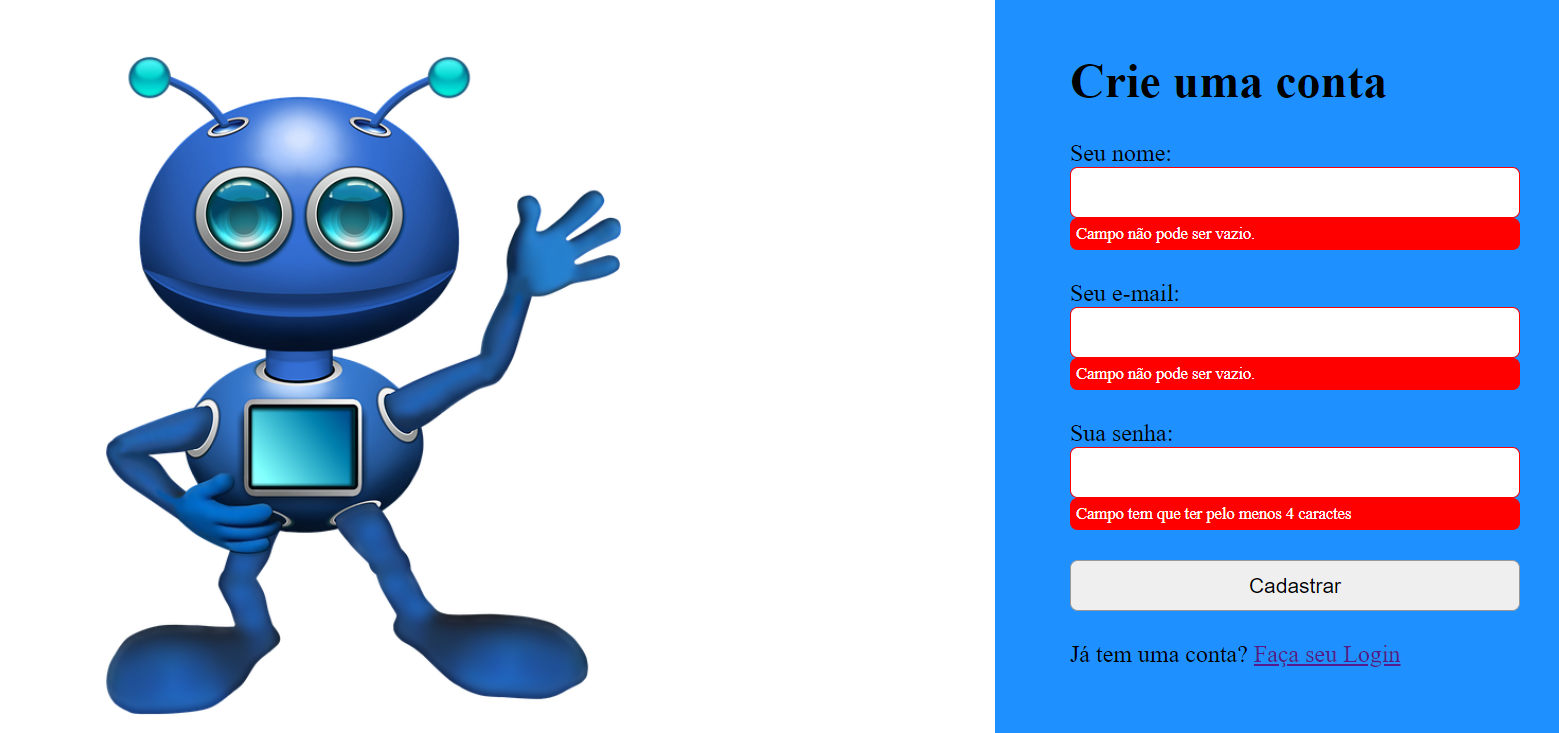 Crie uma conta
Seu nome:
Campo não pode ser vazio.
Seu e-mail:
Campo não pode ser vazio.
Sua senha:
Campo tem que ter pelo menos 4 caractes
Cadastrar
Já tem uma conta? Faça seu Login